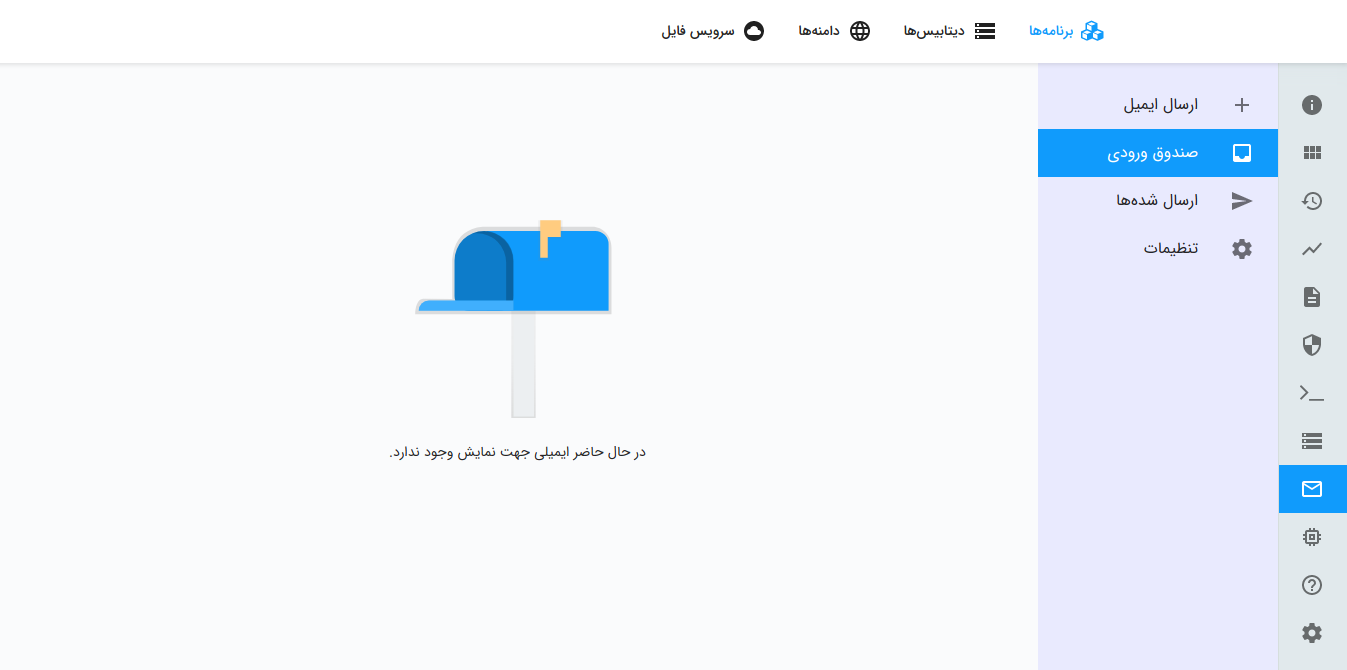 برنامه‌ها
دیتابیس‌ها
دامنه‌ها
سرویس فایل
ارسال ایمیل
صندوق ورودی
ارسال شده‌ها
تنظیمات
در حال حاضر ایمیلی جهت نمایش وجود ندارد.